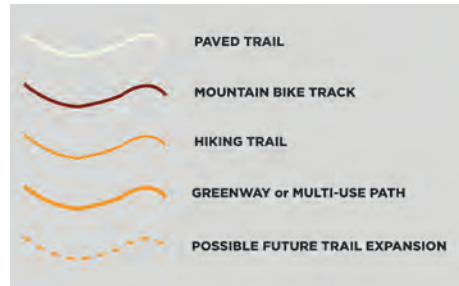 PAVED TRAIL
MOUNTAIN BIKE TRACK
HIKING TRAIL
GREENWAY or MULTI-USE PATH
POSSIBLE FUTURE TRAIL EXPANSION